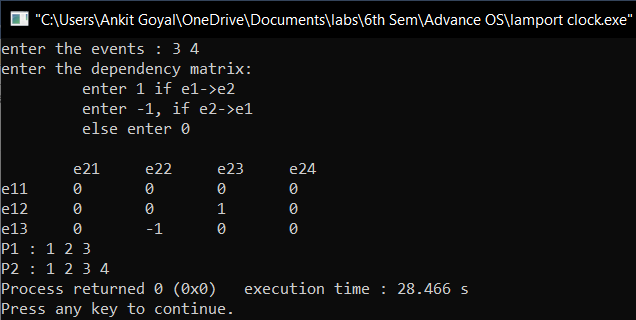 "C:\Users\Ankit Goyal\OneDrive\Documents\labs\6th Sem\Advance OS\lamport clock.exe"
enter the events : 3 4
enter the dependency matrix:
enter 1 if e1->e2
enter -1, if e2->e1
else enter 0
e21 e22 e23 e24
e11 0 0 0 0
e12 0 0 1 0
e13 0 -1 0 0
P1 : 1 2 3
P2 : 1 2 3 4
Process returned 0 (0x0) execution time : 28.466 s
Press any key to continue.